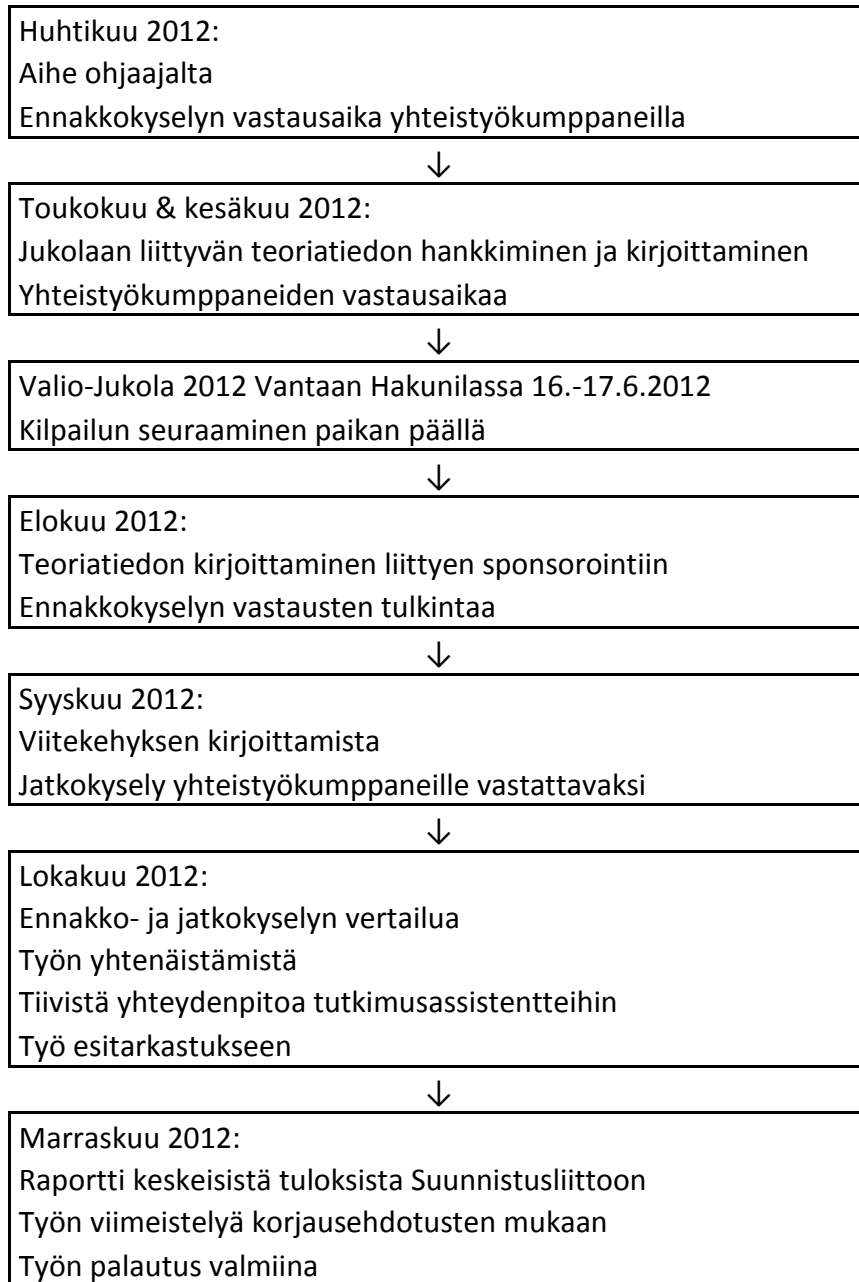 Huhtikuu 2012:
Aihe ohjaajalta
Ennakkokyselyn vastausaika yhteistyökumppaneilla
↓
Toukokuu & kesäkuu 2012:
Jukolaan liittyvän teoriatiedon hankkiminen ja kirjoittaminen
Yhteistyökumppaneiden vastausaikaa
↓
Valio-Jukola 2012 Vantaan Hakunilassa 16.-17.6.2012
Kilpailun seuraaminen paikan päällä
↓
Elokuu 2012:
Teoriatiedon kirjoittaminen liittyen sponsorointiin
Ennakkokyselyn vastausten tulkintaa
↓
Syyskuu 2012:
Viitekehyksen kirjoittamista
Jatkokysely yhteistyökumppaneille vastattavaksi
↓
Lokakuu 2012:
Ennakko- ja jatkokyselyn vertailua
Työn yhtenäistämistä
Tiivistä yhteydenpitoa tutkimusassistentteihin
Työ esitarkastukseen
↓
Marraskuu 2012:
Raportti keskeisistä tuloksista Suunnistusliittoon
Työn viimeistelyä korjausehdotusten mukaan
Työn palautus valmiina